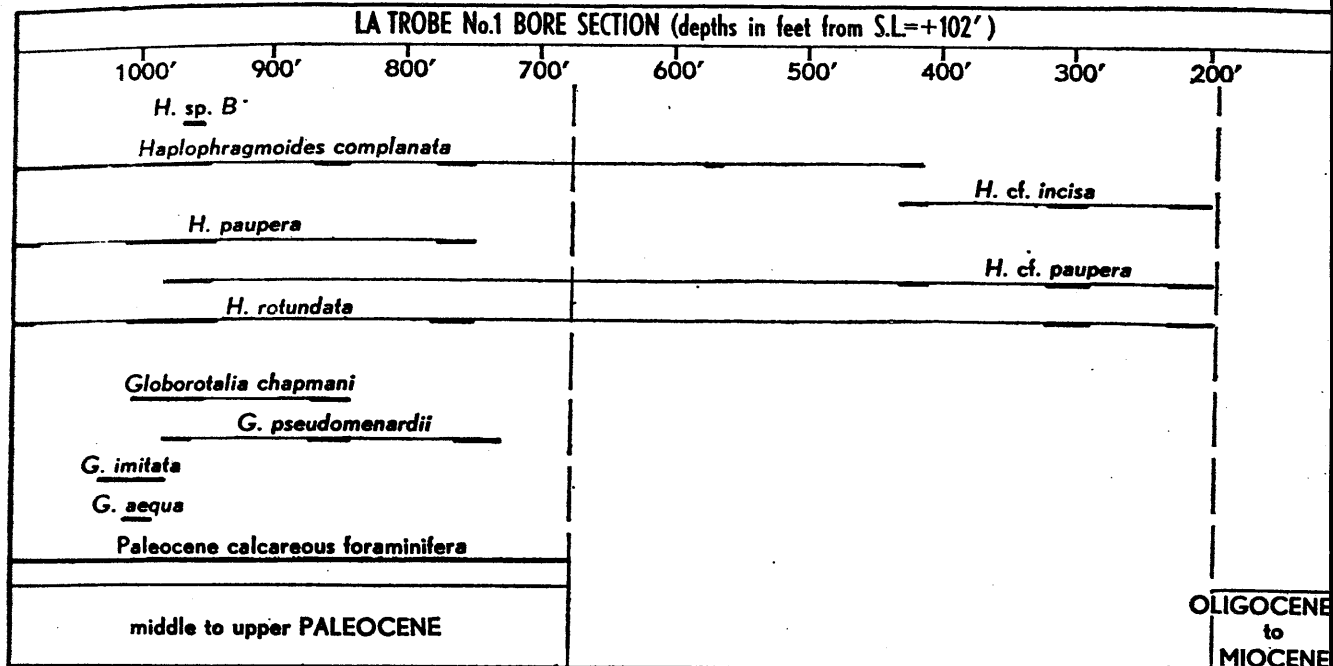 LA TROBE No.1 BORE SECTION (depths in feet from S.L.=+102′)
1000′ 900′ 800′ 700′ 600′ 500′ 400′ 300′ 200′
H. sp. B
Haplophragmoides complanata
H. cf. incisa
H. paupera
H. cf. paupera
H. rotundata
Globorotalia chapmani
G. pseudomenardii
G. imitata
G. aequa
Paleocene calcareous foraminifera
middle to upper PALEOCENE
OLIGOCENE
to
MIOCENE